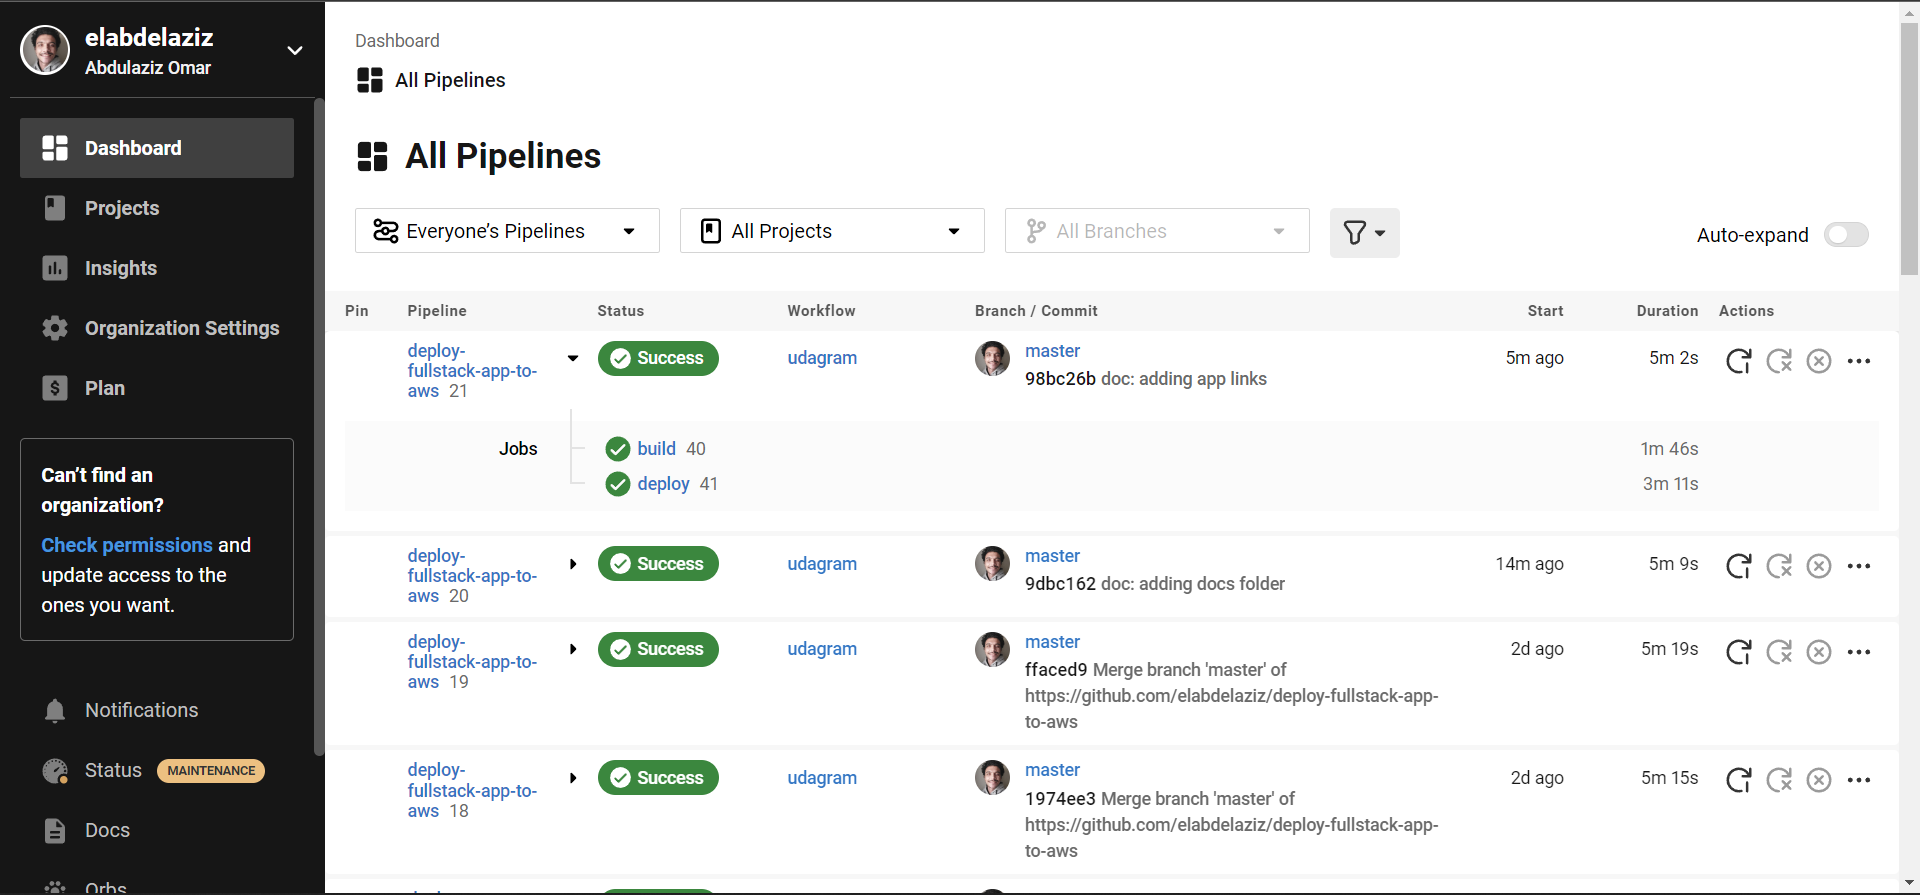 elabdelaziz
Abdulaziz Omar
Dashboard
Projects
Insights
Organization Settings
Plan
Can't find an
organization?
Check permissions and
update access to the
ones you want.
Notifications
Status MAINTENANCE
Docs
Orbs
Dashboard
All Pipelines
All Pipelines
Everyone's Pipelines
All Projects
All Branches
Auto-expand
Pin Pipeline Status Workflow Branch / Commit Start Duration Actions
deploy-
fullstack-app-to-
aws 21
Success
udagram
master
98bc26b doc: adding app links
5m ago
5m 2s
Jobs
build 40
1m 46s
deploy 41
3m 11s
deploy-
fullstack-app-to-
aws 20
Success
udagram
master
9dbc162 doc: adding docs folder
14m ago
5m 9s
deploy-
fullstack-app-to-
aws 19
Success
udagram
master
ffaced9 Merge branch 'master' of
https://github.com/elabdelaziz/deploy-fullstack-app-
to-aws
2d ago
5m 19s
deploy-
fullstack-app-to-
aws 18
Success
udagram
master
1974ee3 Merge branch 'master' of
https://github.com/elabdelaziz/deploy-fullstack-app-
to-aws
2d ago
5m 15s